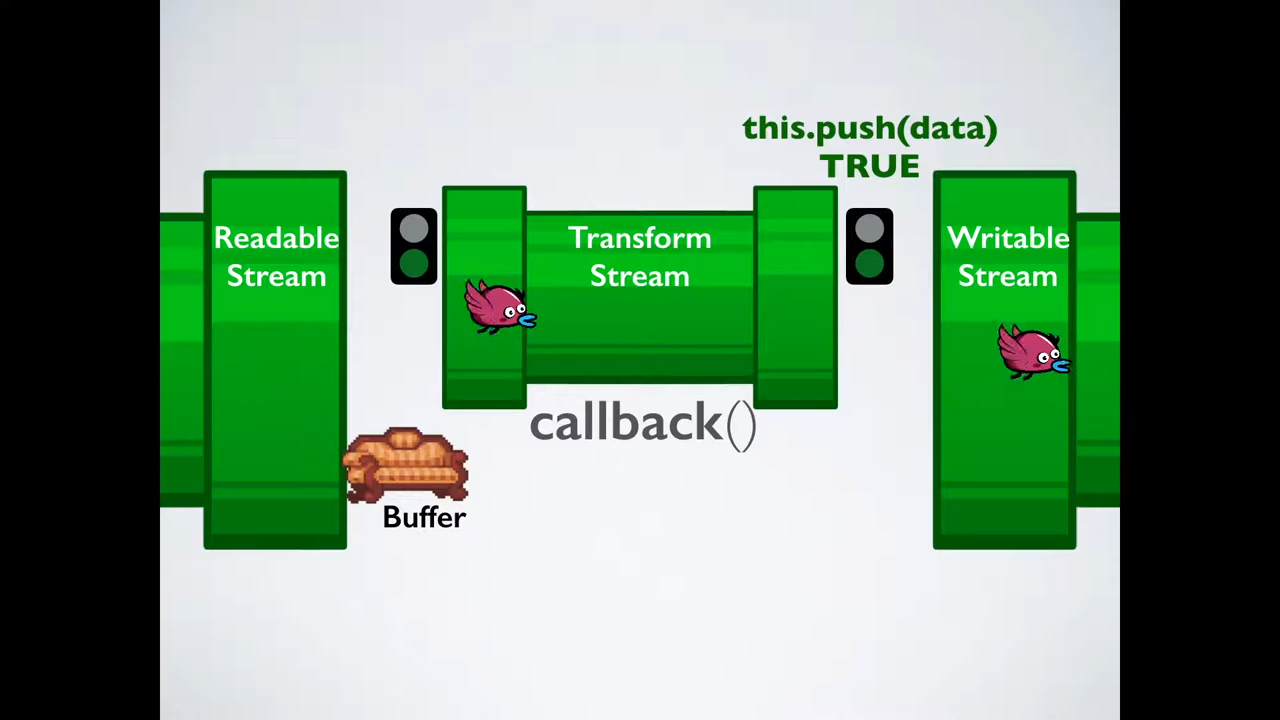 this.push(data)
TRUE
Readable
Stream
Transform
Stream
Writable
Stream
callback()
Buffer